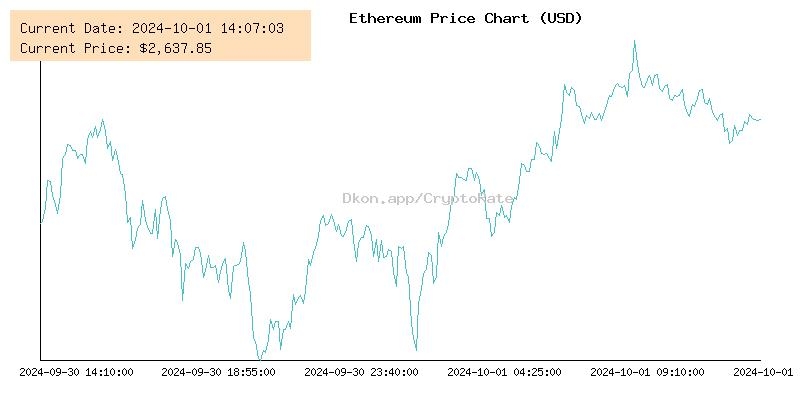 Ethereum Price Chart (USD)
Current Date: 2024-10-01 14:07:03
Current Price: $2,637.85
Dkon.app/CryptoRate
2024-09-30 14:10:00 2024-09-30 18:55:00 2024-09-30 23:40:00 2024-10-01 04:25:00 2024-10-01 09:10:00 2024-10-01